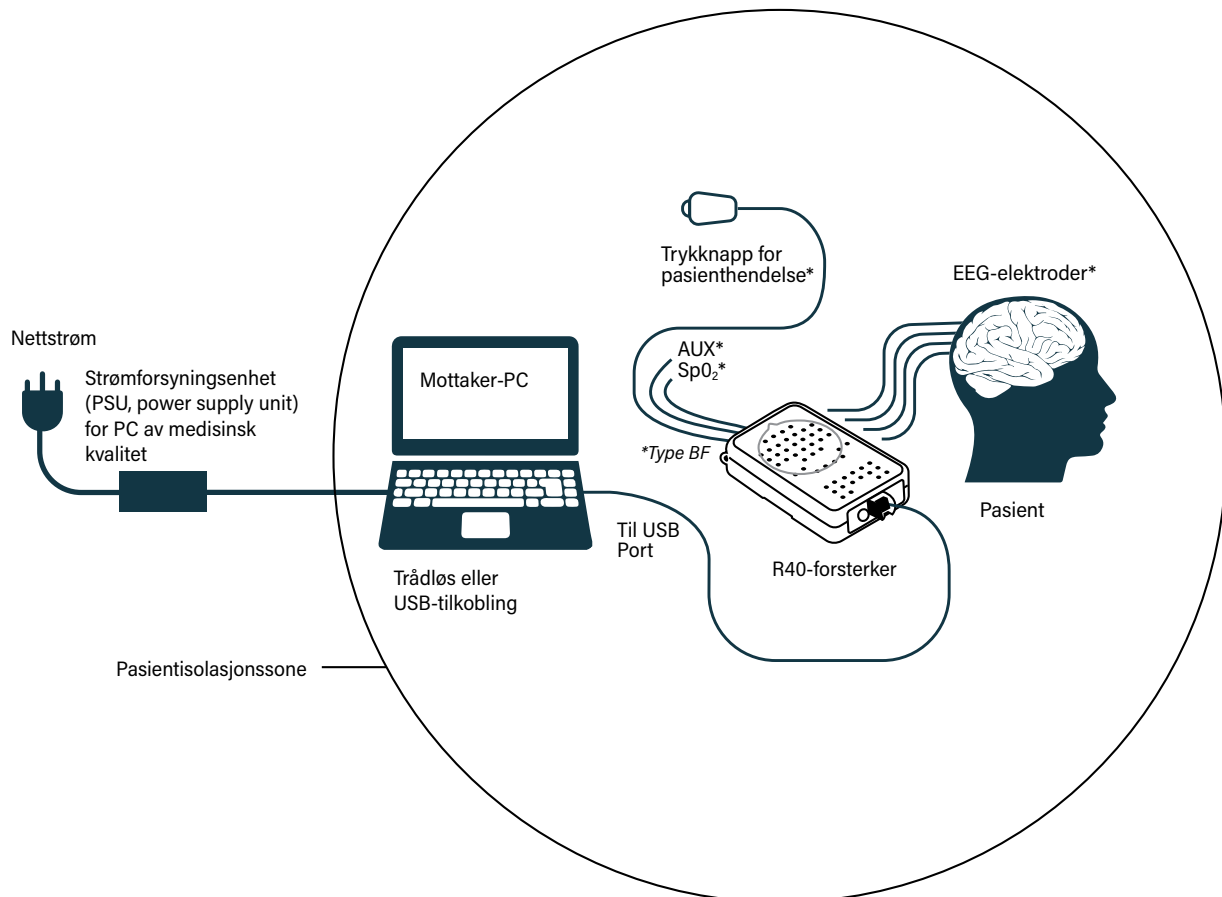 Nettstrøm
Strømforsyningsenhet
(PSU, power supply unit)
for PC av medisinsk
kvalitet
Mottaker-PC
Trådløs eller
USB-tilkobling
Pasientisolasjonssone
Trykknapp for
pasienthendelse*
AUX*
Sp0₂*
*Type BF
Til USB
Port
R40-forsterker
EEG-elektroder*
Pasient